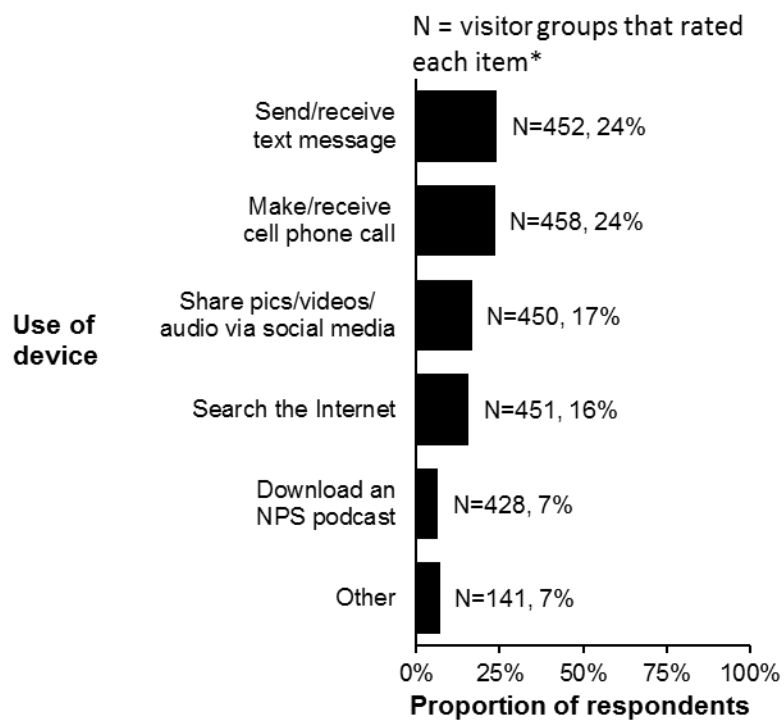 N = visitor groups that rated
each item*
Send/receive
text message
N=452, 24%
Make/receive
cell phone call
N=458, 24%
Share pics/videos/
audio via social media
N=450, 17%
Use of
device
Search the Internet
N=451, 16%
Download an
NPS podcast
N=428, 7%
Other
N=141, 7%
0% 25% 50% 75% 100%
Proportion of respondents